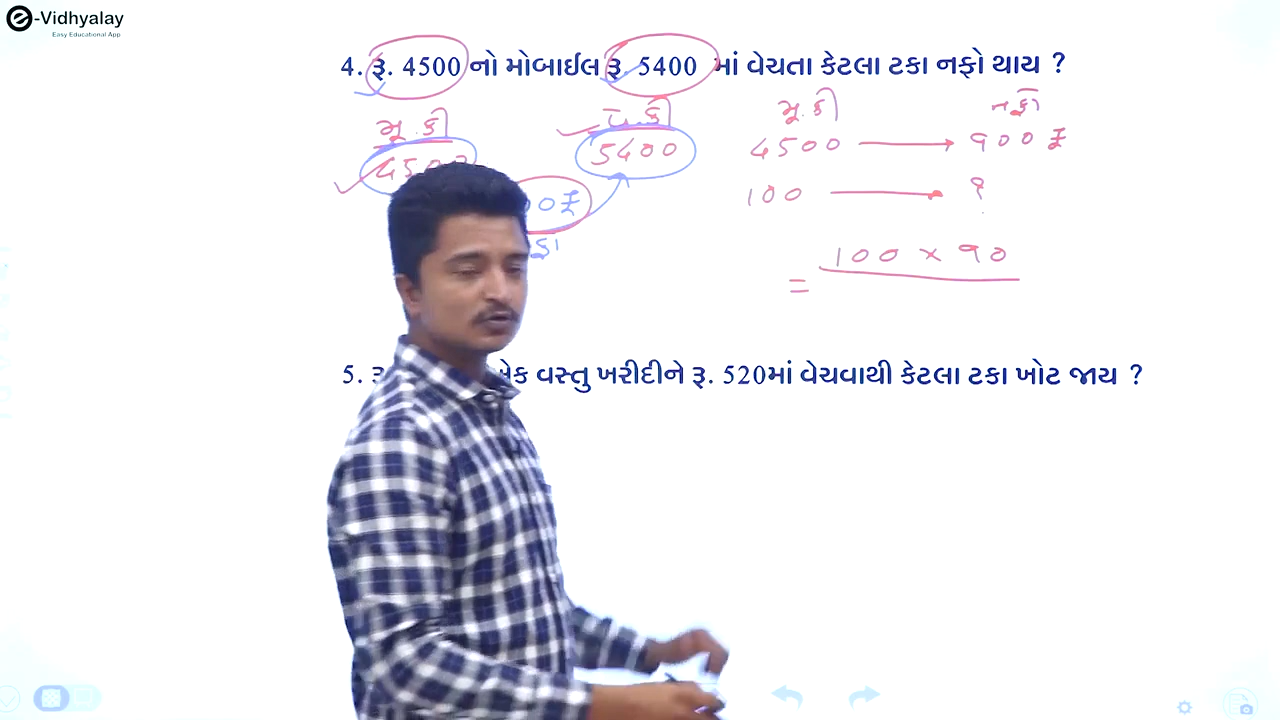 e-Vidhyalay
Easy Educational App
4. રૂ. 4500 નો મોબાઈલ રૂ. 5400 માં વેચતા કેટલા ટકા નફો થાય ?
મૂ.કી વે.કી મૂ.કી નફો
4500 5400 4500 900 ₹
100 ?
100 × 90
=
5. વસ્તુ ખરીદીને રૂ. 520માં વેચવાથી કેટલા ટકા ખોટ જાય ?